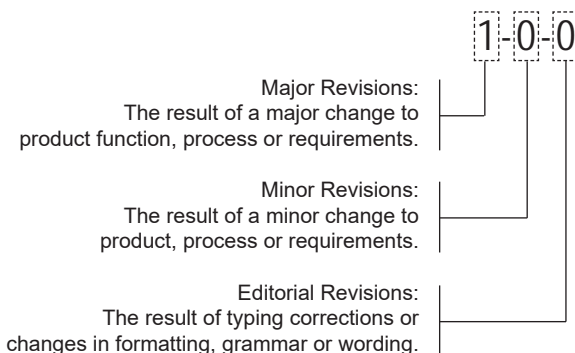 1-0-0
Major Revisions:
The result of a major change to
product function, process or requirements.
Minor Revisions:
The result of a minor change to
product, process or requirements.
Editorial Revisions:
The result of typing corrections or
changes in formatting, grammar or wording.